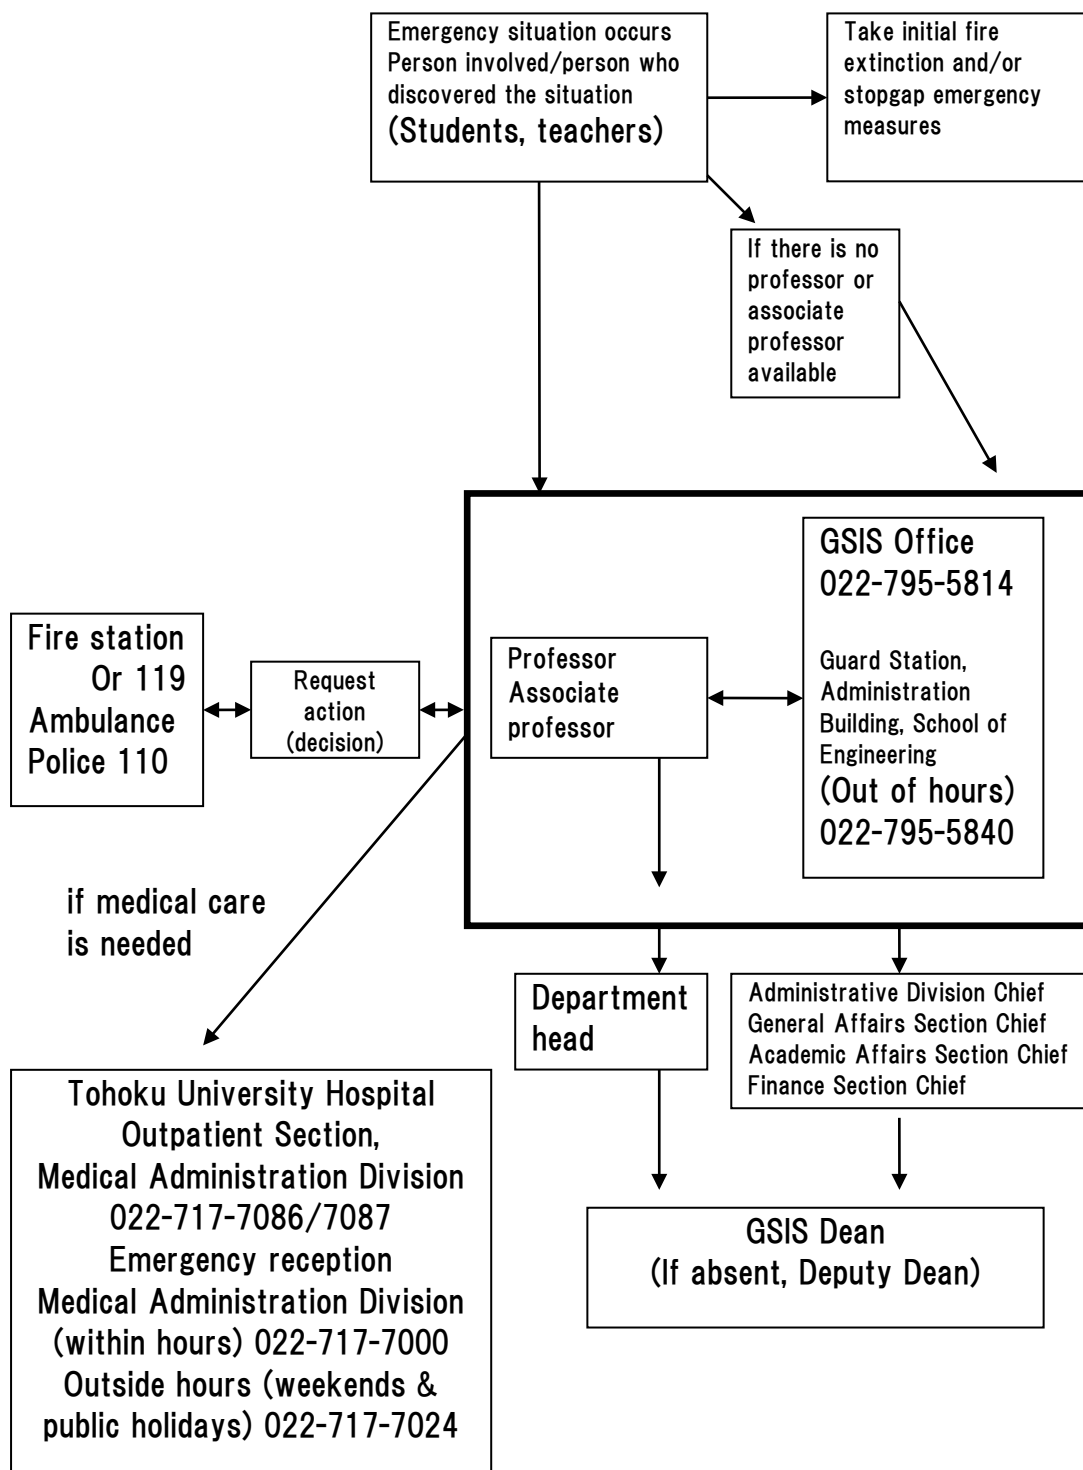 Emergency situation occurs
Person involved/person who
discovered the situation
(Students, teachers)
Take initial fire
extinction and/or
stopgap emergency
measures
If there is no
professor or
associate
professor
available
GSIS Office
022-795-5814
Guard Station,
Administration
Building, School of
Engineering
(Out of hours)
022-795-5840
Professor
Associate
professor
Request
action
(decision)
Fire station
Or 119
Ambulance
Police 110
if medical care
is needed
Department
head
Administrative Division Chief
General Affairs Section Chief
Academic Affairs Section Chief
Finance Section Chief
Tohoku University Hospital
Outpatient Section,
Medical Administration Division
022-717-7086/7087
Emergency reception
Medical Administration Division
(within hours) 022-717-7000
Outside hours (weekends &
public holidays) 022-717-7024
GSIS Dean
(If absent, Deputy Dean)